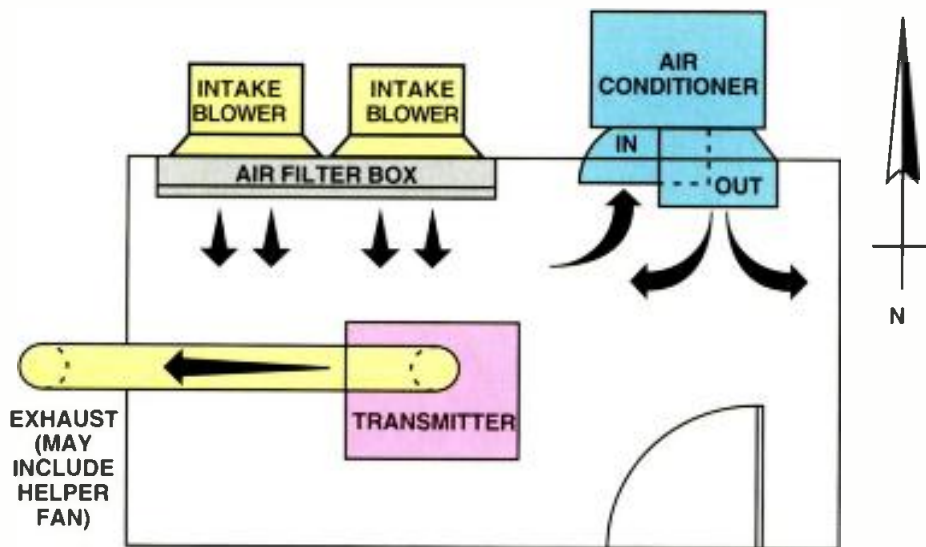 INTAKE
BLOWER
INTAKE
BLOWER
AIR
CONDITIONER
IN
OUT
AIR FILTER BOX
N
TRANSMITTER
EXHAUST
(MAY
INCLUDE
HELPER
FAN)